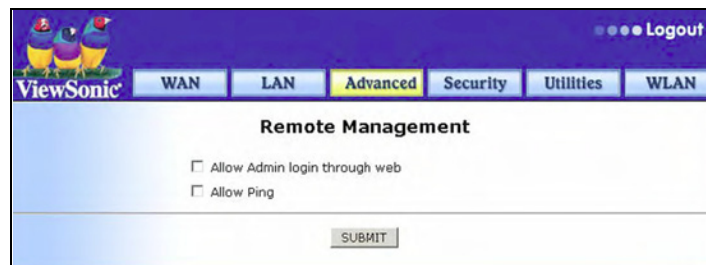 Logout
ViewSonic®
WAN LAN Advanced Security Utilities WLAN
Remote Management
Allow Admin login through web
Allow Ping
SUBMIT